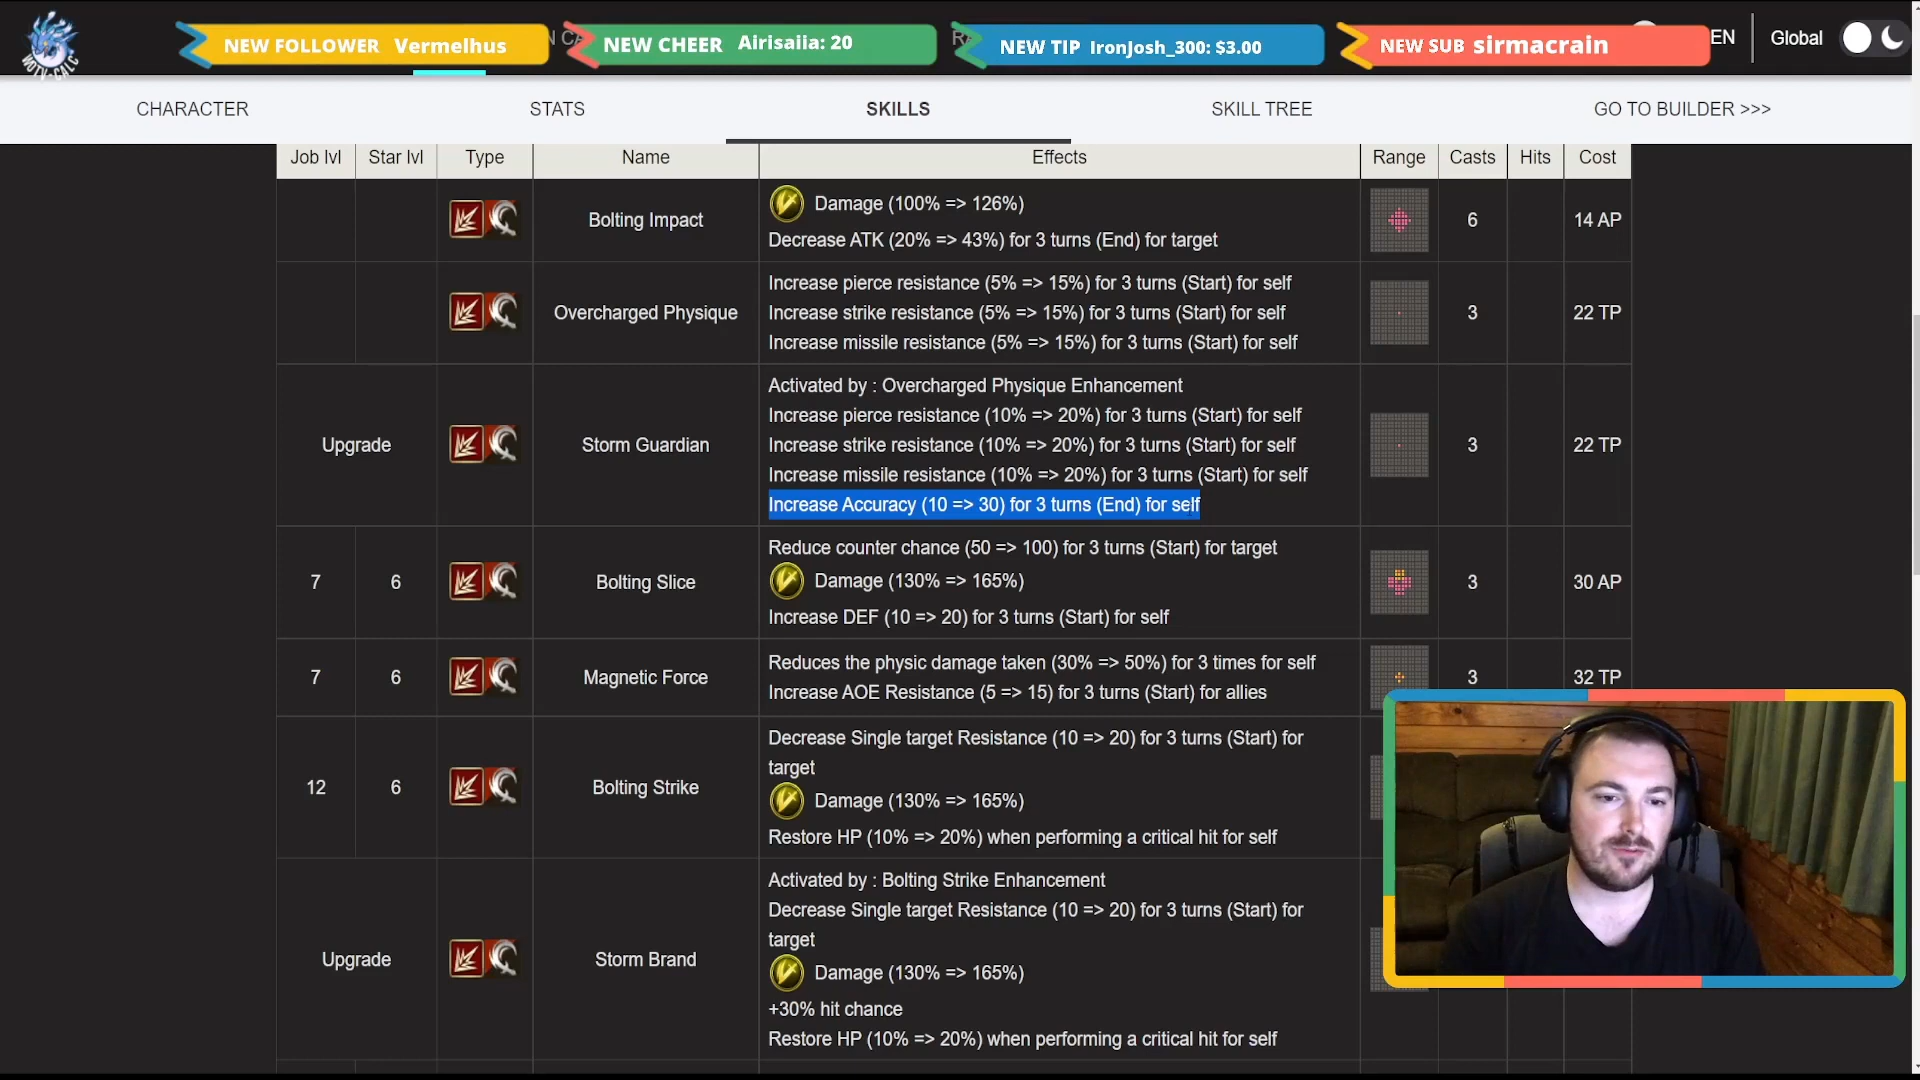 NEW FOLLOWER Vermelhus
NEW CHEER Airisaiia: 20
NEW TIP IronJosh_300: $3.00
NEW SUB sirmacrain
EN
Global
WOTV-CALC
CHARACTER
STATS
SKILLS
SKILL TREE
GO TO BUILDER >>>
Job lvl Star lvl Type Name Effects Range Casts Hits Cost
Bolting Impact
Damage (100% => 126%)
Decrease ATK (20% => 43%) for 3 turns (End) for target
6
14 AP
Overcharged Physique
Increase pierce resistance (5% => 15%) for 3 turns (Start) for self
Increase strike resistance (5% => 15%) for 3 turns (Start) for self
Increase missile resistance (5% => 15%) for 3 turns (Start) for self
3
22 TP
Upgrade
Storm Guardian
Activated by : Overcharged Physique Enhancement
Increase pierce resistance (10% => 20%) for 3 turns (Start) for self
Increase strike resistance (10% => 20%) for 3 turns (Start) for self
Increase missile resistance (10% => 20%) for 3 turns (Start) for self
Increase Accuracy (10 => 30) for 3 turns (End) for self
3
22 TP
7
6
Bolting Slice
Reduce counter chance (50 => 100) for 3 turns (Start) for target
Damage (130% => 165%)
Increase DEF (10 => 20) for 3 turns (Start) for self
3
30 AP
7
6
Magnetic Force
Reduces the physic damage taken (30% => 50%) for 3 times for self
Increase AOE Resistance (5 => 15) for 3 turns (Start) for allies
3
32 TP
12
6
Bolting Strike
Decrease Single target Resistance (10 => 20) for 3 turns (Start) for
target
Damage (130% => 165%)
Restore HP (10% => 20%) when performing a critical hit for self
Upgrade
Storm Brand
Activated by : Bolting Strike Enhancement
Decrease Single target Resistance (10 => 20) for 3 turns (Start) for
target
Damage (130% => 165%)
+30% hit chance
Restore HP (10% => 20%) when performing a critical hit for self